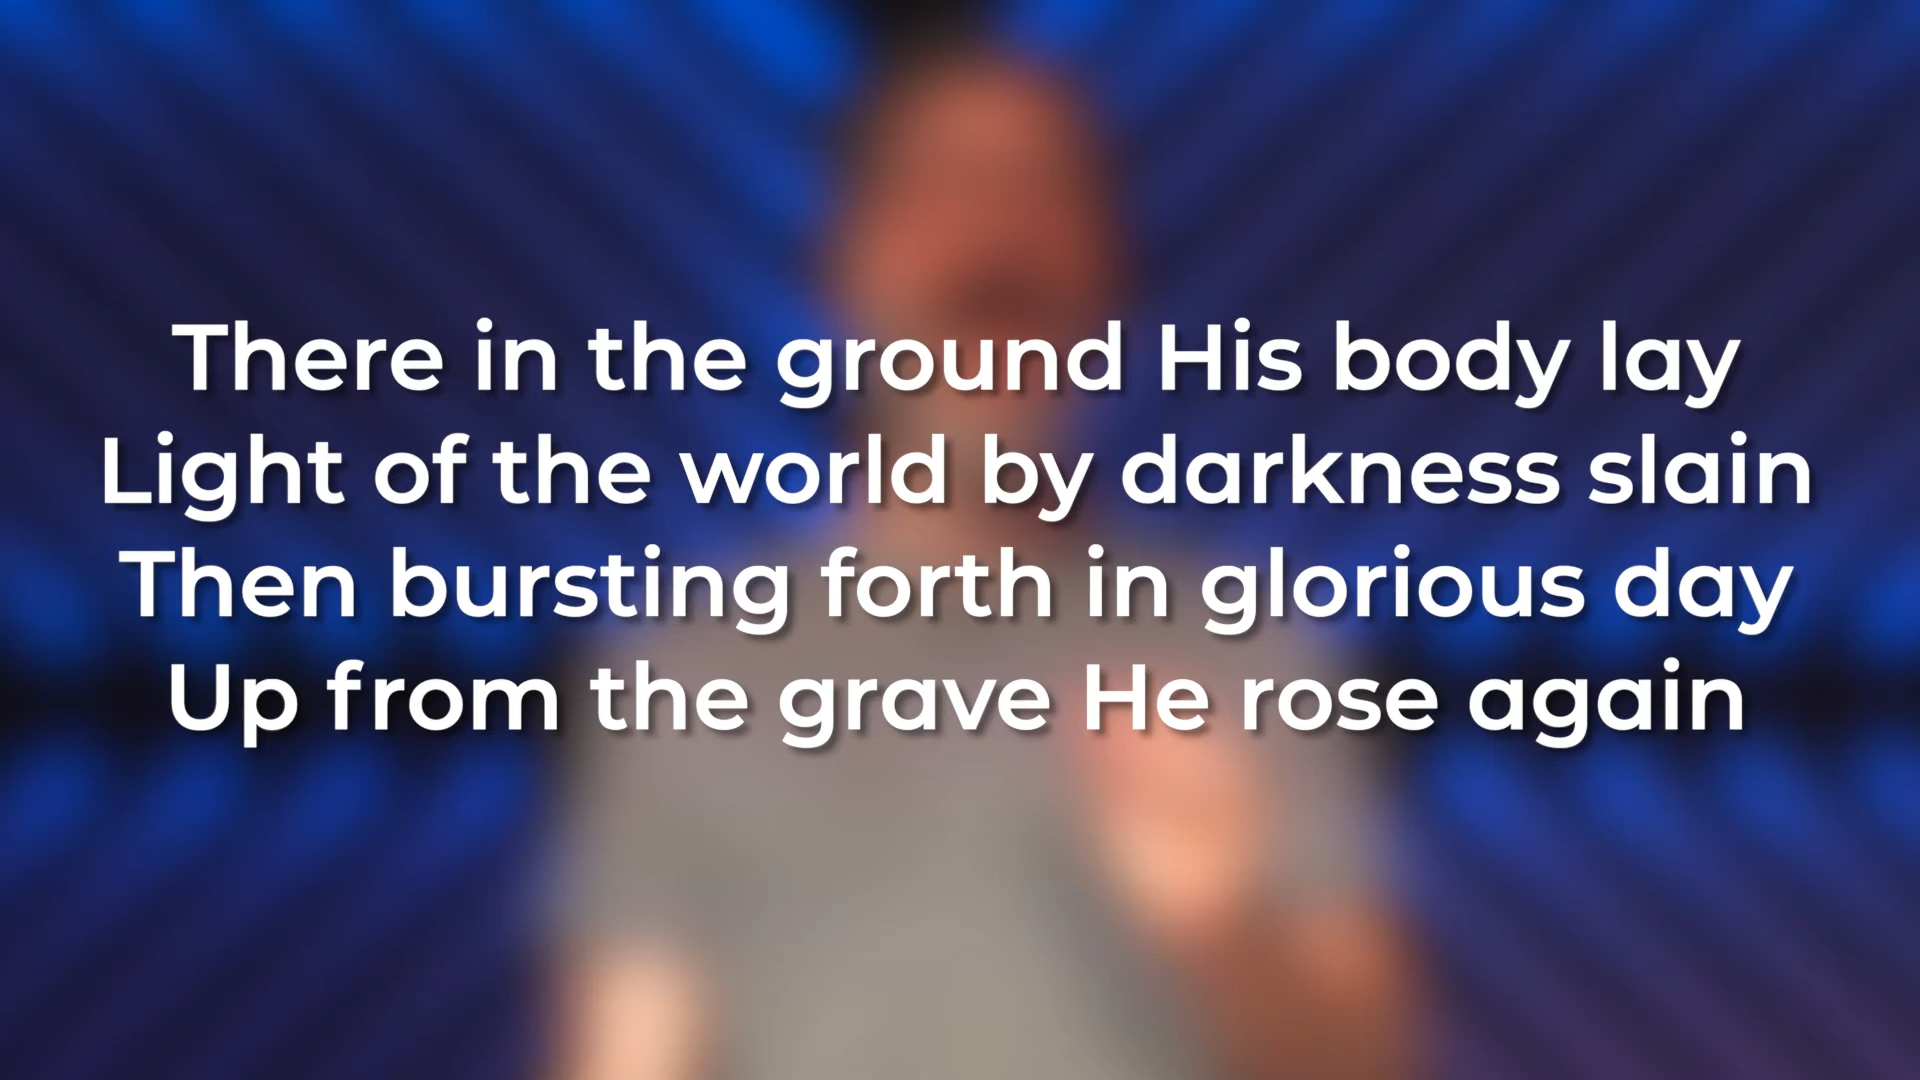 There in the ground His body lay
Light of the world by darkness slain
Then bursting forth in glorious day
Up from the grave He rose again